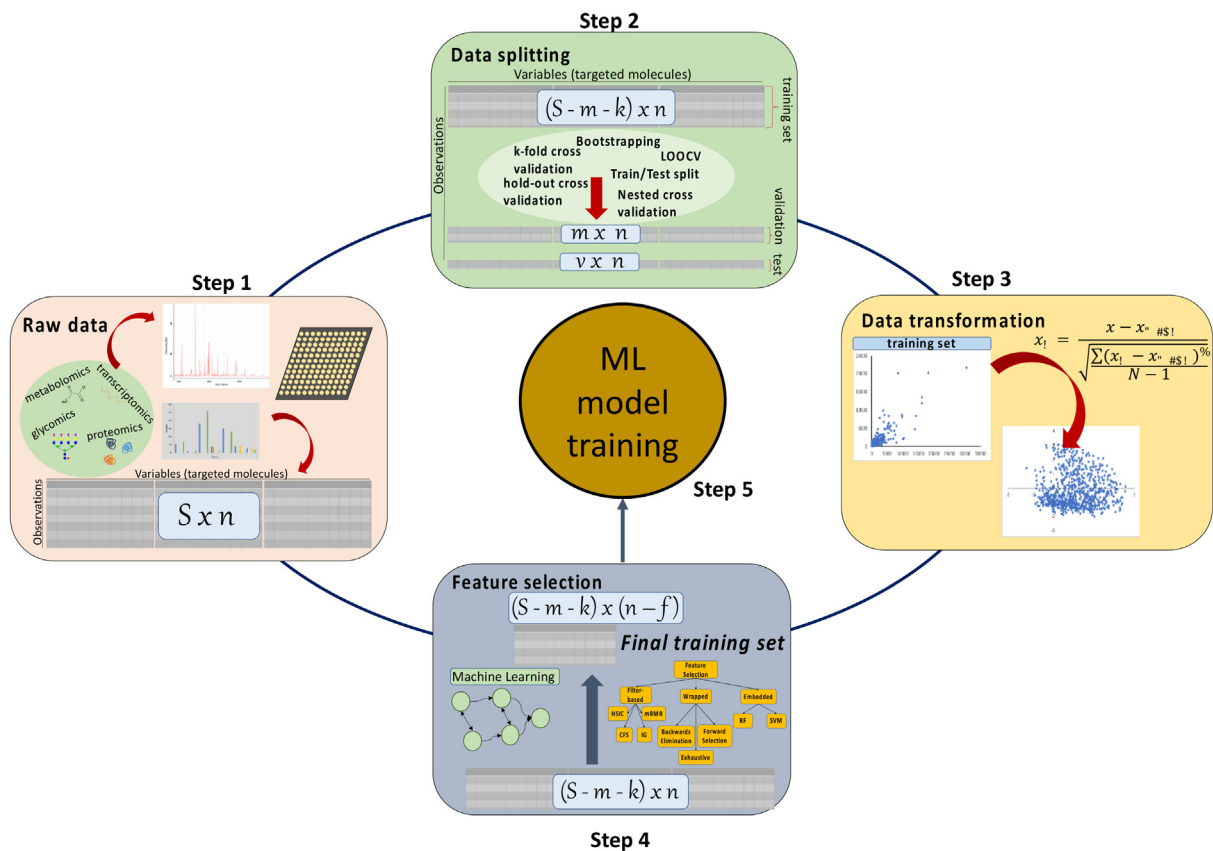 Step 2
Data splitting
Variables (targeted molecules)
Observations
(S - m - k) x n
training set
Bootstrapping
k-fold cross
validation
LOOCV
Train/Test split
hold-out cross
validation
Nested cross
validation
m x n
validation
v x n
test
Step 1
Raw data
metabolomics
transcriptomics
glycomics
proteomics
Variables (targeted molecules)
Observations
S x n
Step 3
Data transformation
training set
x! = x − x" #$! / √∑(x! − x" #$! )% / N − 1
ML
model
training
Step 5
Feature selection
(S - m - k) x (n – f)
Final training set
Machine Learning
Feature
Selection
Filter-
based
Wrapped
Embedded
HSIC
mRMR
RF
SVM
CFS
IG
Backwards
Elimination
Forward
Selection
Exhaustive
(S - m - k) x n
Step 4